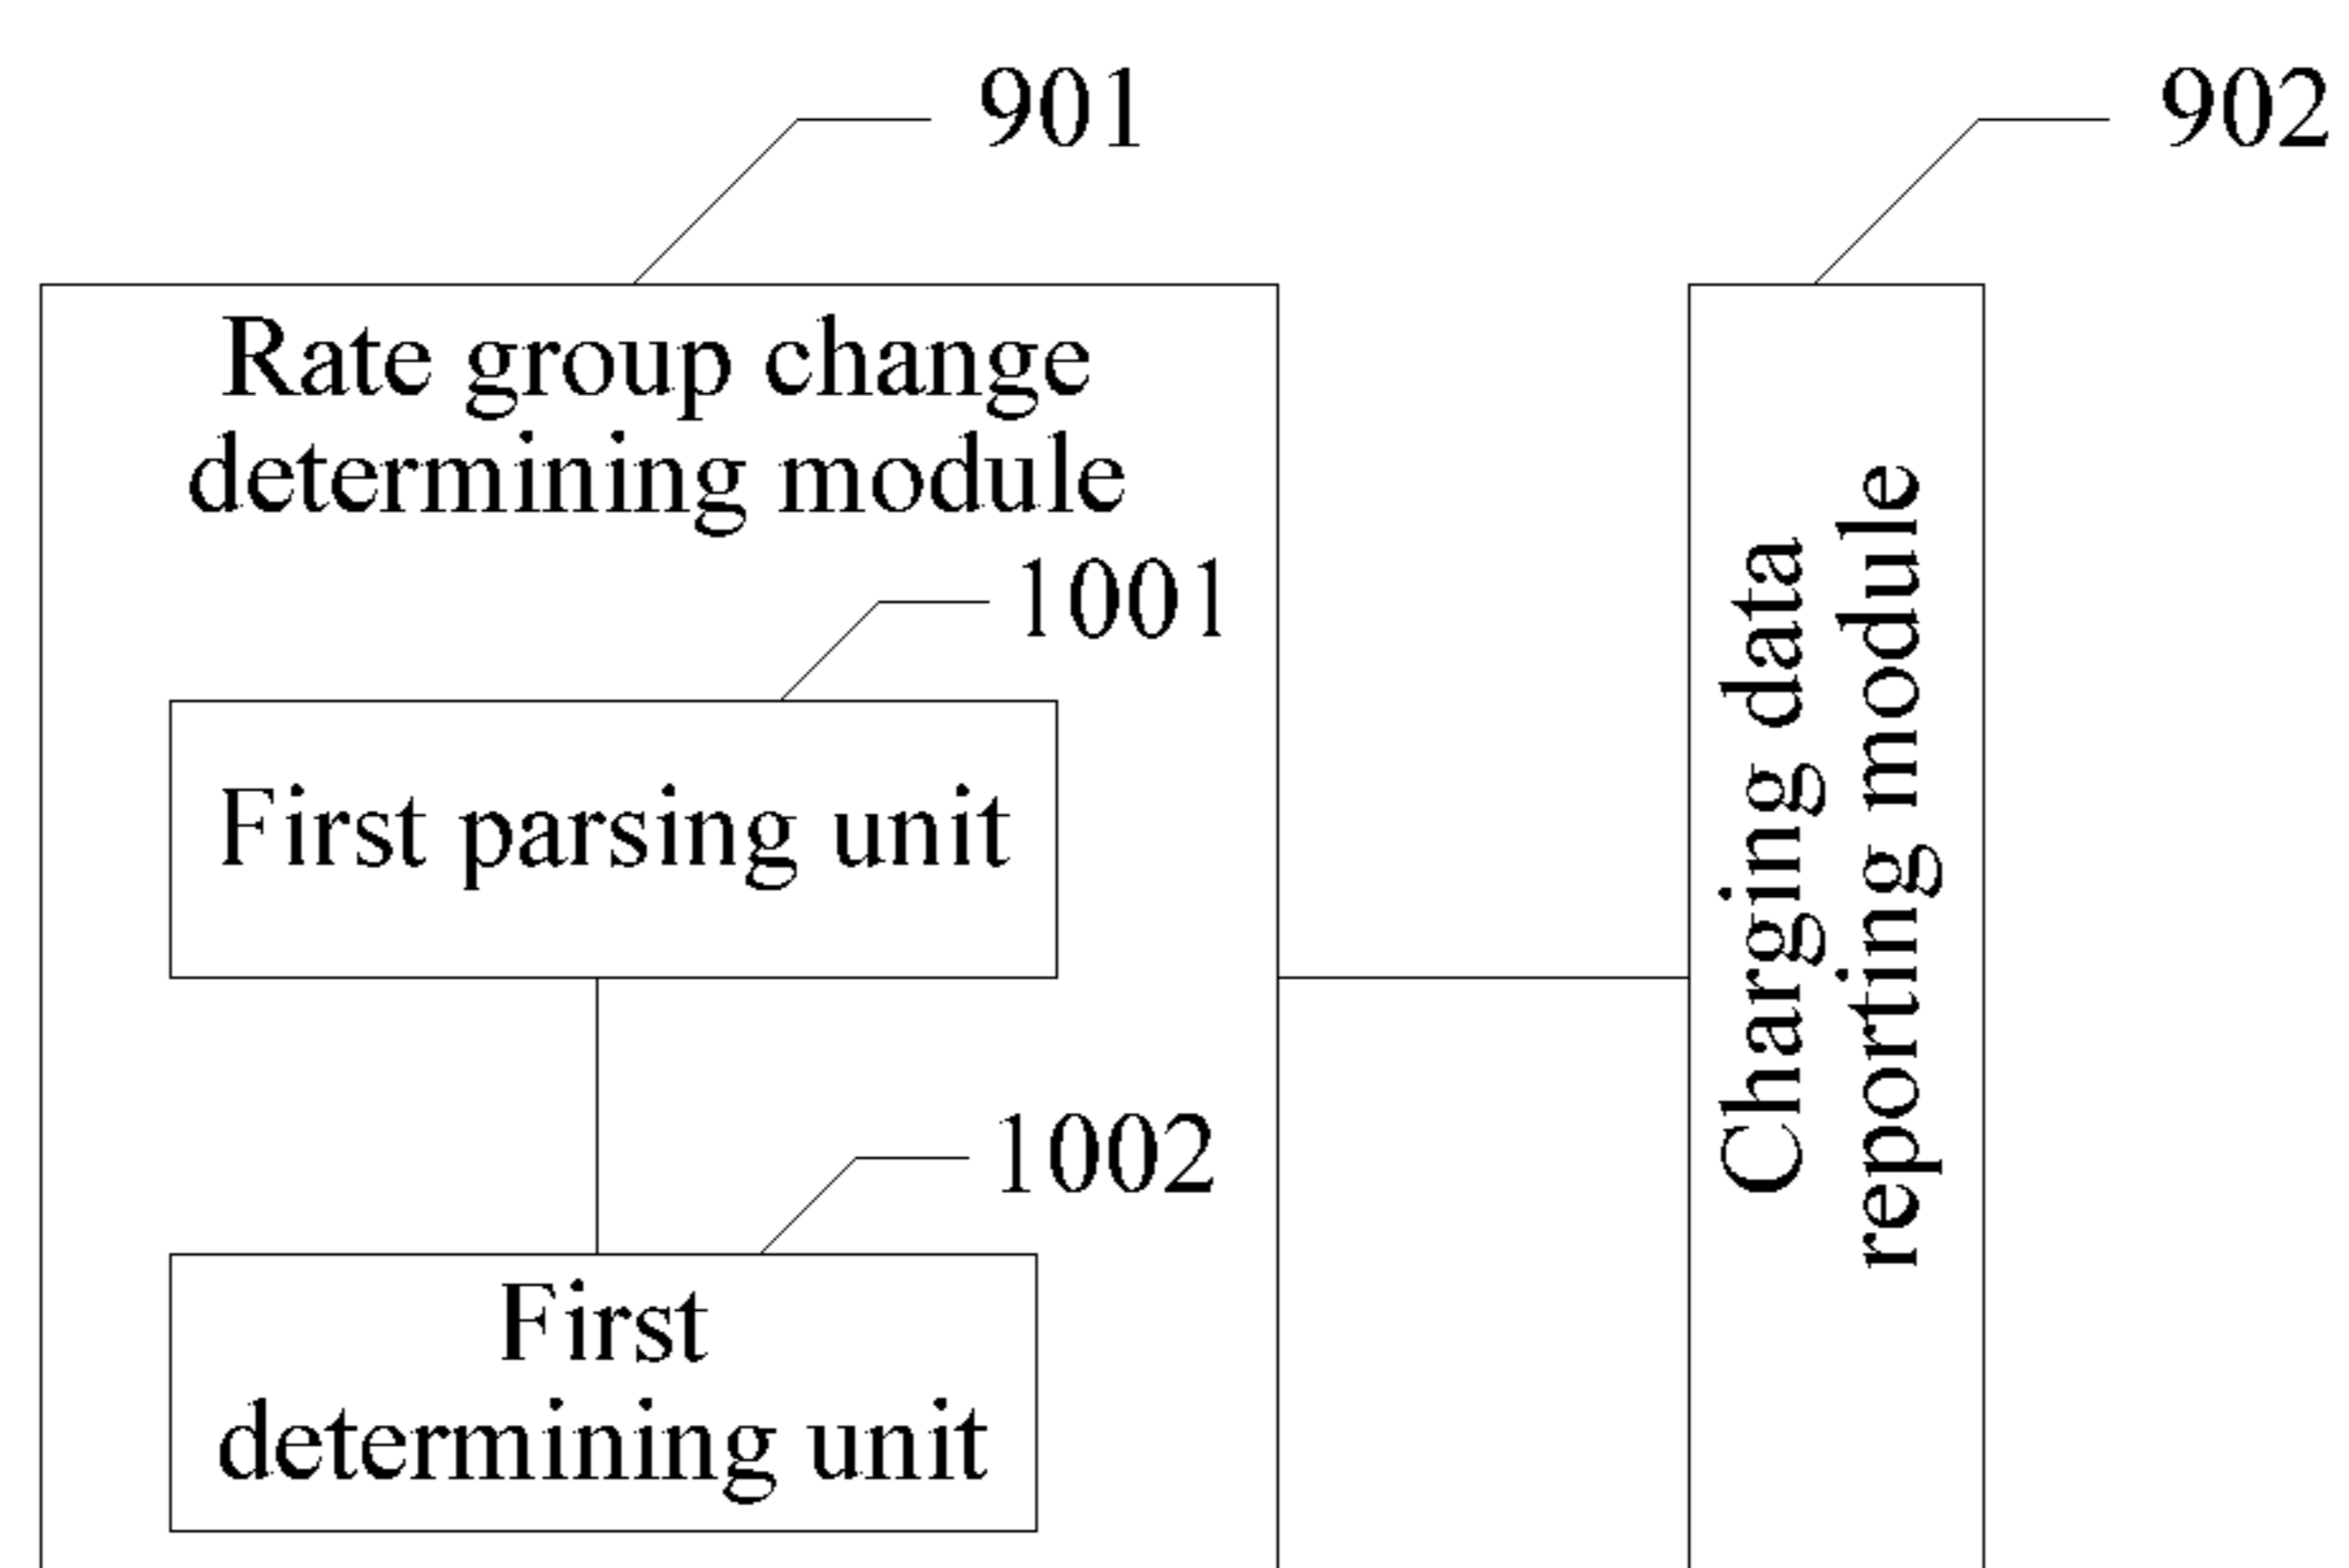 901
902
Rate group change
determining module
1001
First parsing unit
1002
First
determining unit
Charging data
reporting module